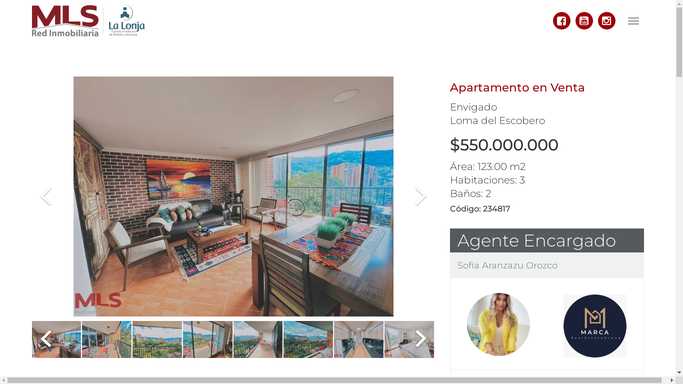 MLS
Red Inmobiliaria
La Lonja
Apartamento en Venta
Envigado
Loma del Escobero
$550.000.000
Área: 123.00 m2
Habitaciones: 3
Baños: 2
Código: 234817
MLS
Agente Encargado
Sofia Aranzazu Orozco
MARCA